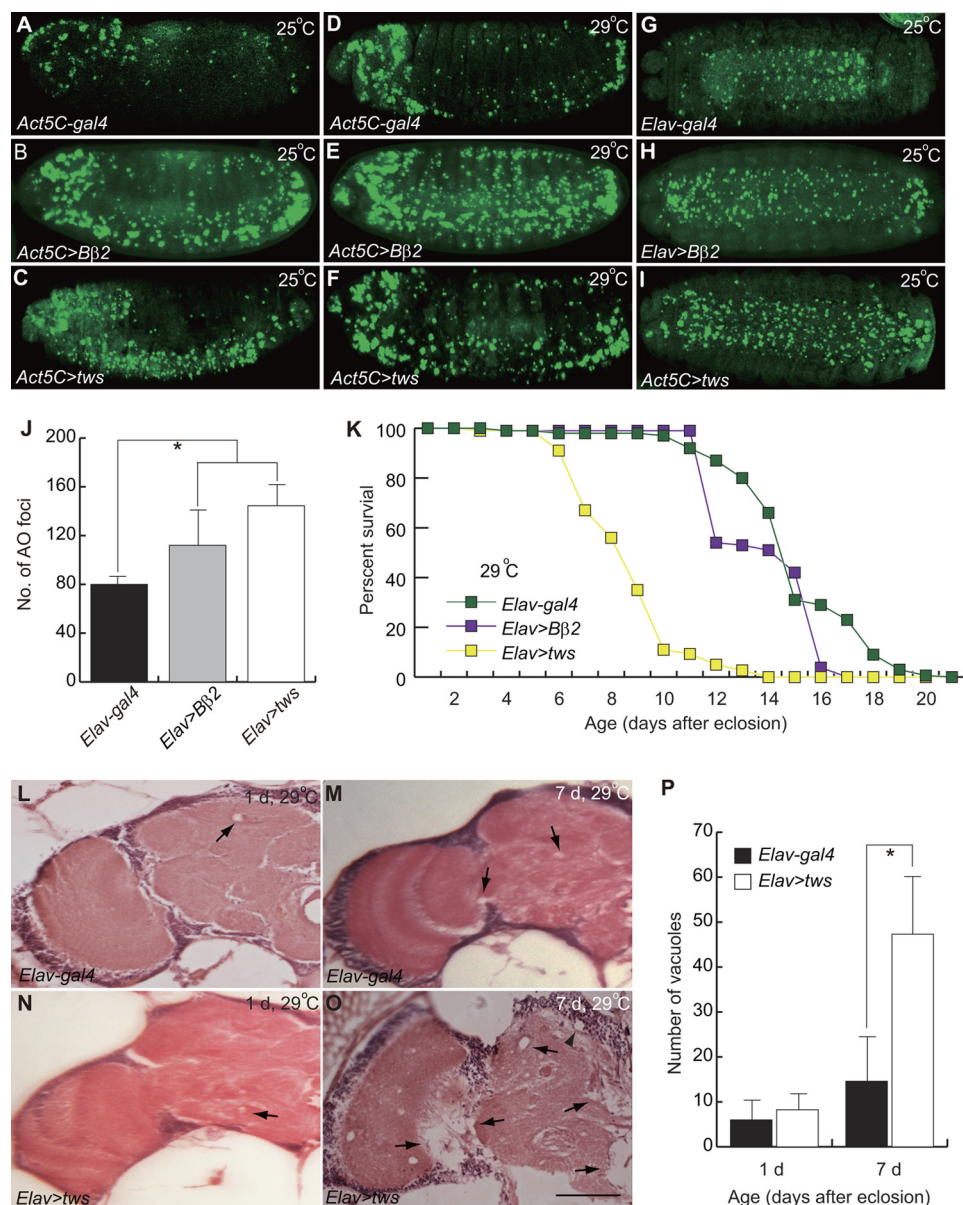 A
25°C
Act5C-gal4
D
29°C
Act5C-gal4
G
25°C
Elav-gal4
B
25°C
Act5C>Bβ2
E
29°C
Act5C>Bβ2
H
25°C
Elav>Bβ2
C
25°C
Act5C>tws
F
29°C
Act5C>tws
I
25°C
Act5C>tws
J
200
160
120
80
40
0
No. of AO foci
*
Elav-gal4
Elav>Bβ2
Elav>tws
K
100
80
60
40
20
0
Perscent survial
29°C
Elav-gal4
Elav>Bβ2
Elav>tws
2 4 6 8 10 12 14 16 18 20
Age (days after eclosion)
L
1 d, 29°C
Elav-gal4
M
7 d, 29°C
Elav-gal4
N
1 d, 29°C
Elav>tws
O
7 d, 29°C
Elav>tws
P
70
60
50
40
30
20
10
0
Number of vacuoles
Elav-gal4
Elav>tws
*
1 d 7 d
Age (days after eclosion)